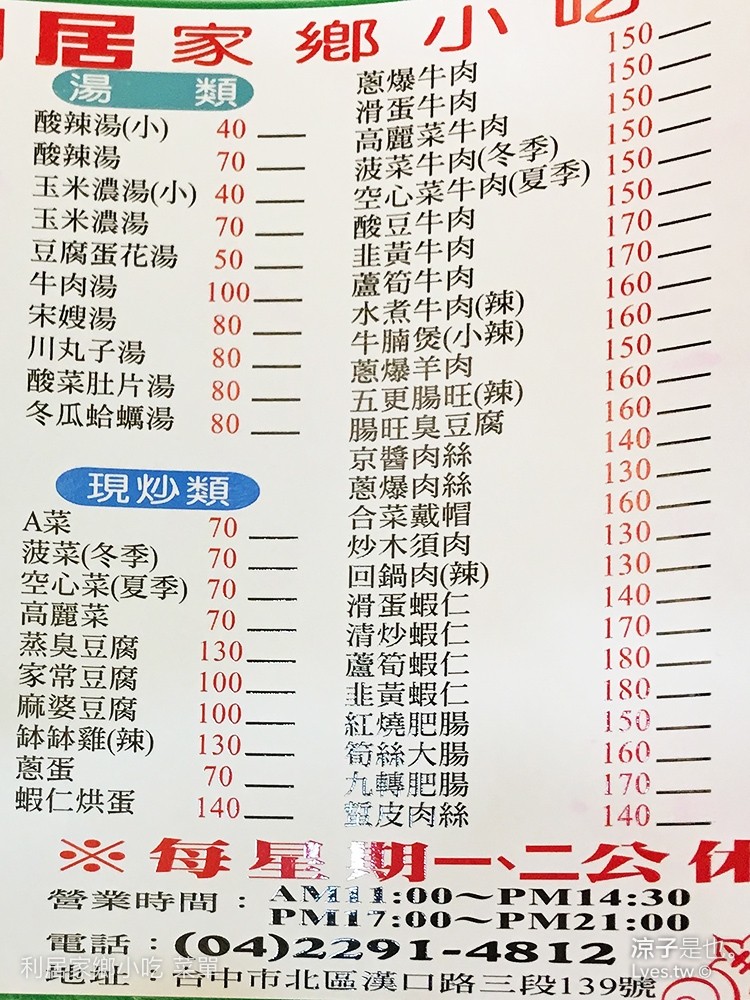 居家鄉小吃
湯類
酸辣湯(小) 40
酸辣湯 70
玉米濃湯(小) 40
玉米濃湯 70
豆腐蛋花湯 50
牛肉湯 100
宋嫂湯 80
川丸子湯 80
酸菜肚片湯 80
冬瓜蛤蠣湯 80
現炒類
A菜 70
菠菜(冬季) 70
空心菜(夏季) 70
高麗菜 70
蒸臭豆腐 130
家常豆腐 100
麻婆豆腐 100
缽缽雞(辣) 130
蔥蛋 70
蝦仁烘蛋 140
蔥爆牛肉 150
滑蛋牛肉 150
高麗菜牛肉 150
菠菜牛肉(冬季) 150
空心菜牛肉(夏季) 150
酸豆牛肉 150
韭黃牛肉 170
蘆筍牛肉 170
水煮牛肉(辣) 160
牛腩煲(小辣) 160
蔥爆羊肉 150
五更腸旺(辣) 160
腸旺臭豆腐 160
京醬肉絲 140
蔥爆肉絲 130
合菜戴帽 160
炒木須肉 130
回鍋肉(辣) 130
滑蛋蝦仁 140
清炒蝦仁 170
蘆筍蝦仁 180
韭黃蝦仁 180
紅燒肥腸 150
筍絲大腸 160
九轉肥腸 170
蜇皮肉絲 140
※每星期一、二公休
營業時間：AM11:00～PM14:30
PM17:00～PM21:00
電話：(04)2291-4812
地址：台中市北區漢口路三段139號
利居家鄉小吃 菜單
涼子是也
Lyes.tw ©